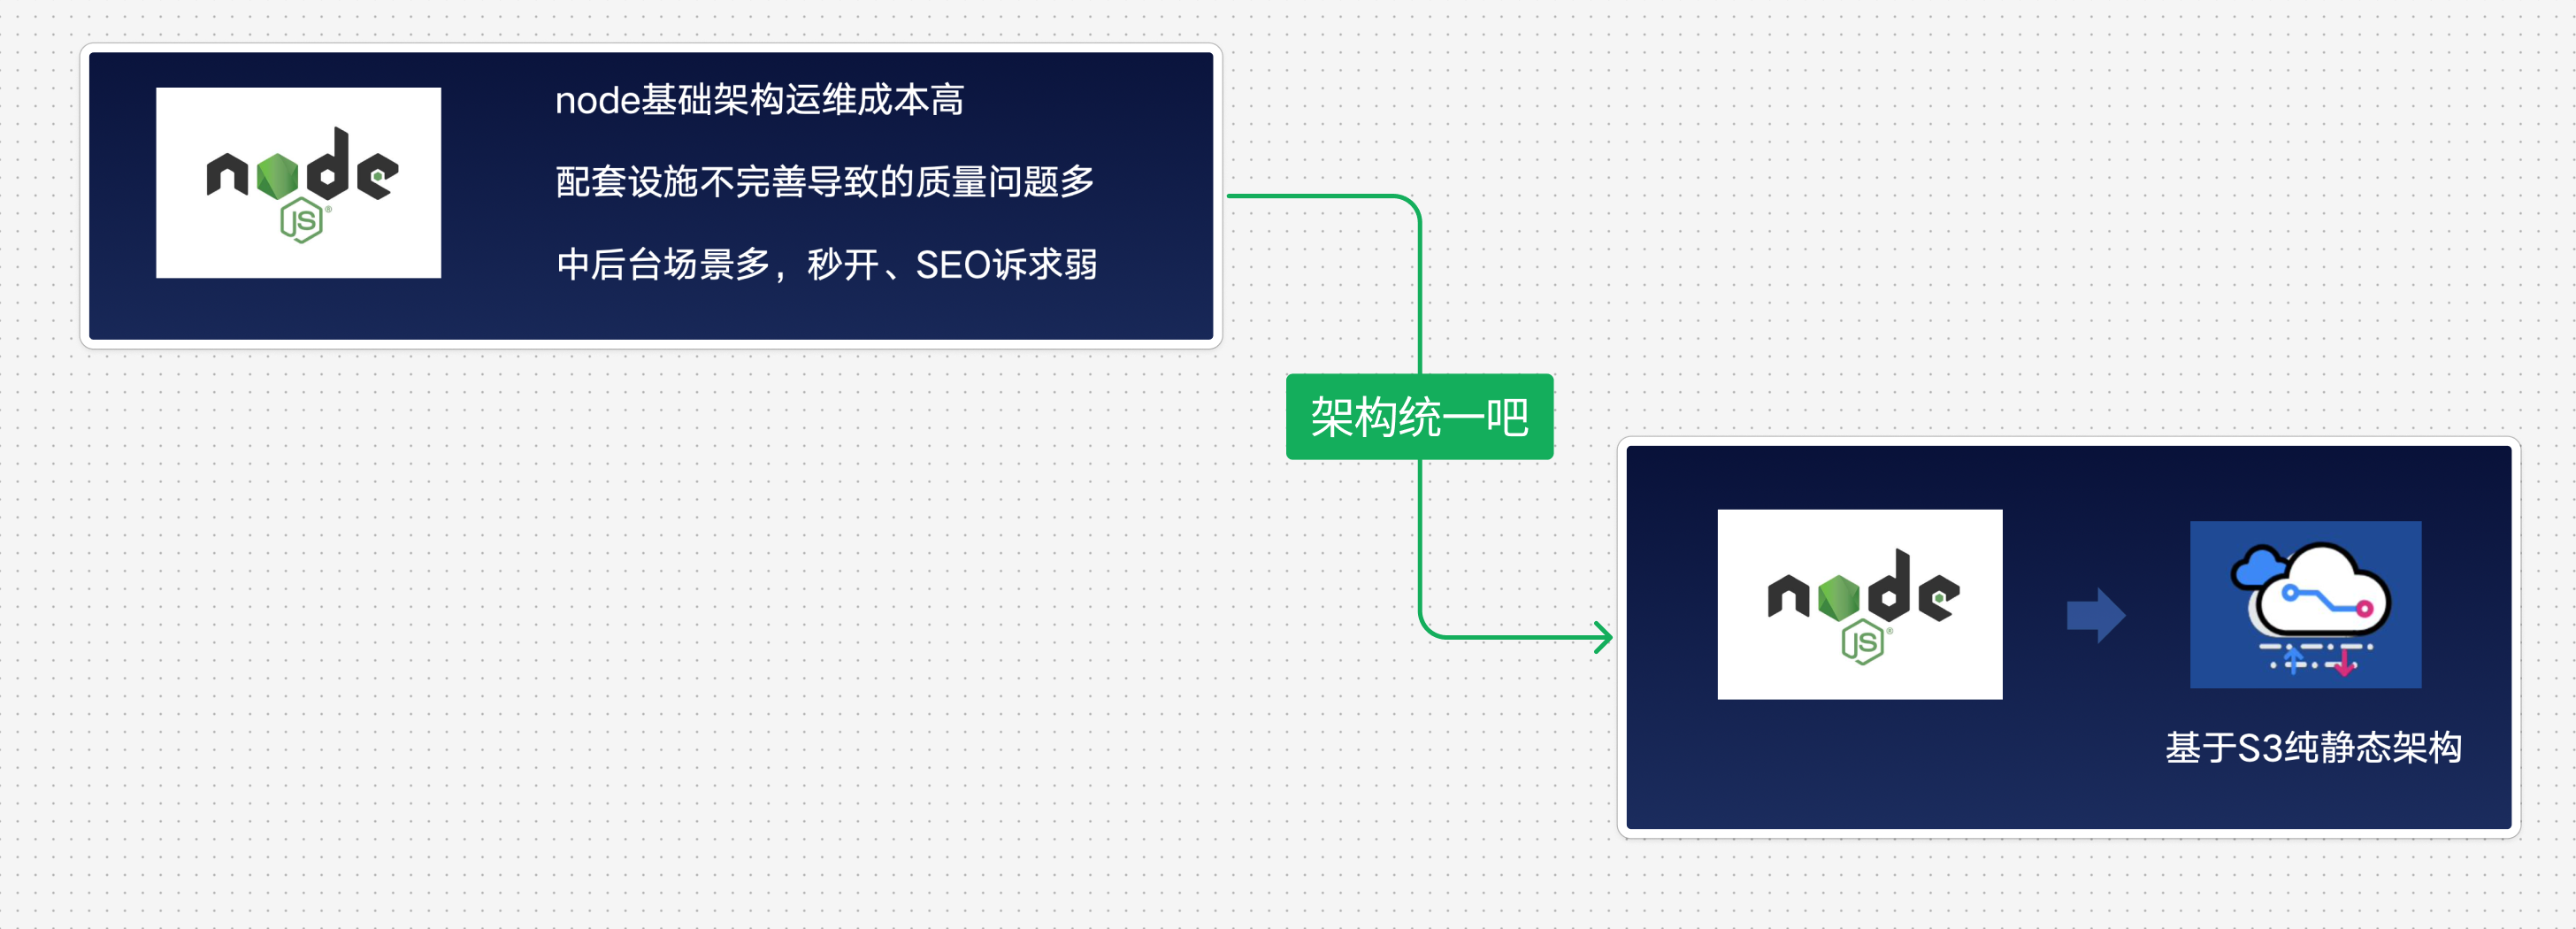 node
JS
node基础架构运维成本高
配套设施不完善导致的质量问题多
中后台场景多，秒开、SEO诉求弱
架构统一吧
node
JS
基于S3纯静态架构